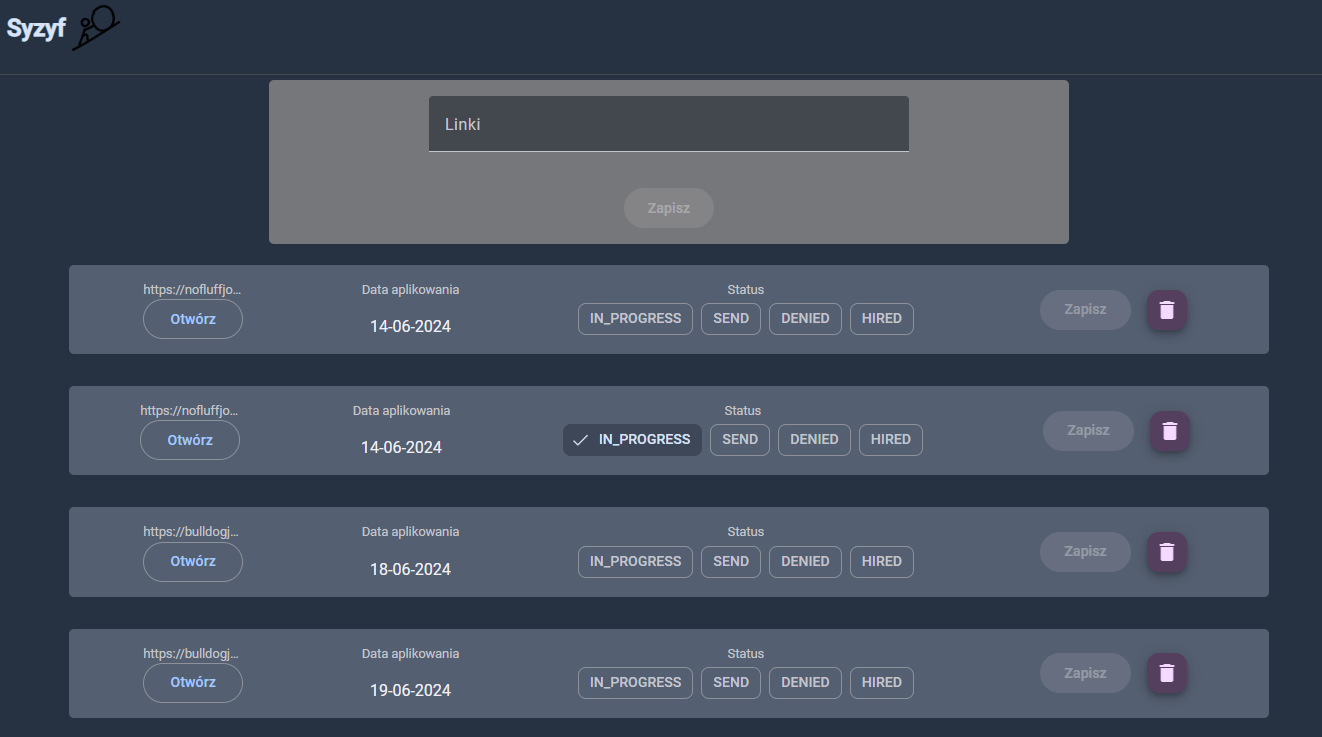 Syzyf
Linki
Zapisz
https://nofluffjo...
Data aplikowania
Status
Otwórz
14-06-2024
IN_PROGRESS
SEND
DENIED
HIRED
Zapisz
https://nofluffjo...
Data aplikowania
Status
Otwórz
14-06-2024
IN_PROGRESS
SEND
DENIED
HIRED
Zapisz
https://bulldogj...
Data aplikowania
Status
Otwórz
18-06-2024
IN_PROGRESS
SEND
DENIED
HIRED
Zapisz
https://bulldogj...
Data aplikowania
Status
Otwórz
19-06-2024
IN_PROGRESS
SEND
DENIED
HIRED
Zapisz